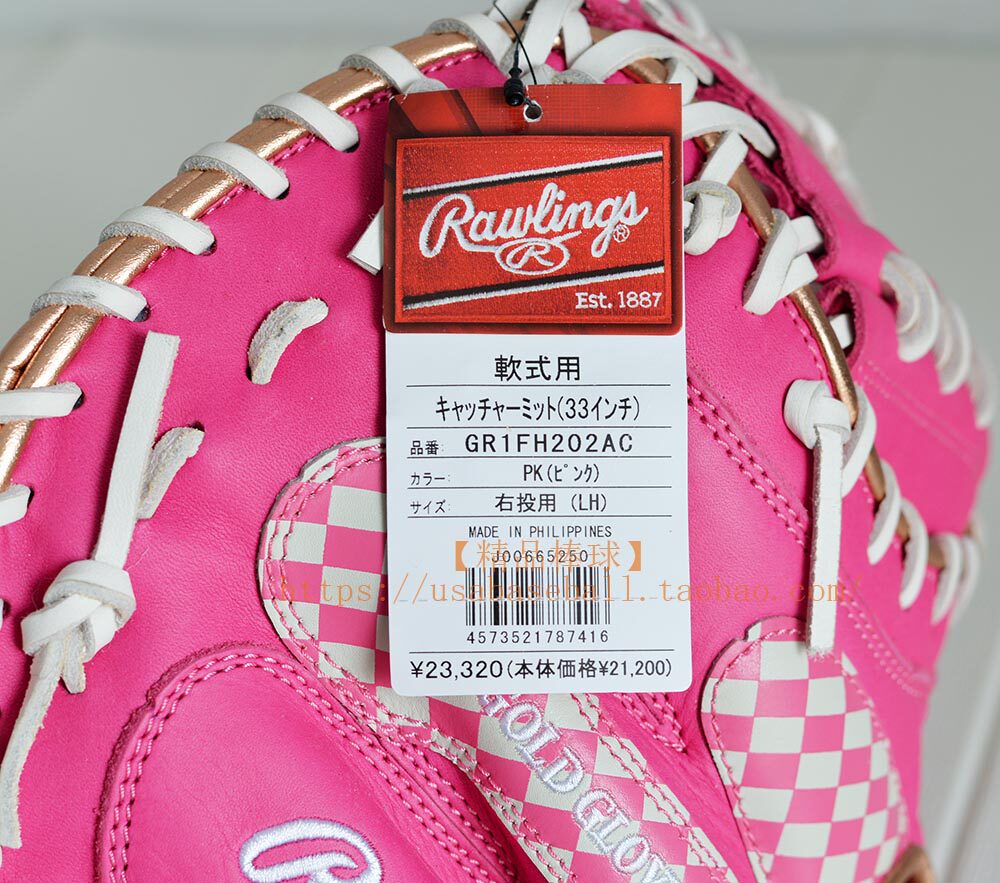 Rawlings
R
Est. 1887
軟式用
キャッチャーミット(33インチ)
品番: GR1FH202AC
カラー: PK(ﾋﾟﾝｸ)
サイズ: 右投用 (LH)
MADE IN PHILIPPINES
J00665250
【精品棒球】
https://usabaseball.taobao.com/
4573521787416
¥23,320(本体価格¥21,200)
GOLD GLOV